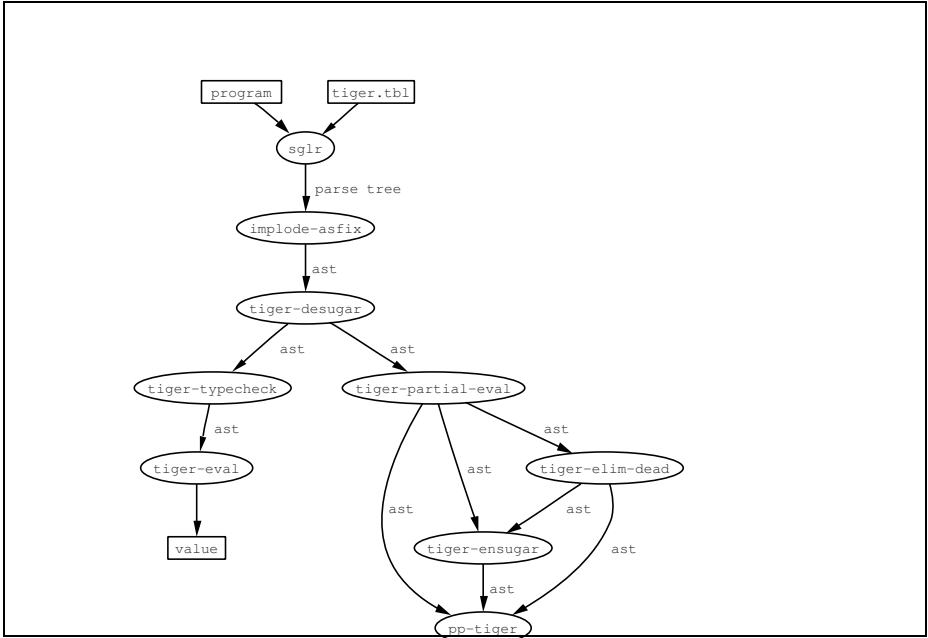 program
tiger.tbl
sglr
parse tree
implode-asfix
ast
tiger-desugar
ast
ast
tiger-typecheck
tiger-partial-eval
ast
ast
tiger-eval
ast
tiger-elim-dead
ast
ast
value
tiger-ensugar
ast
ast
pp-tiger